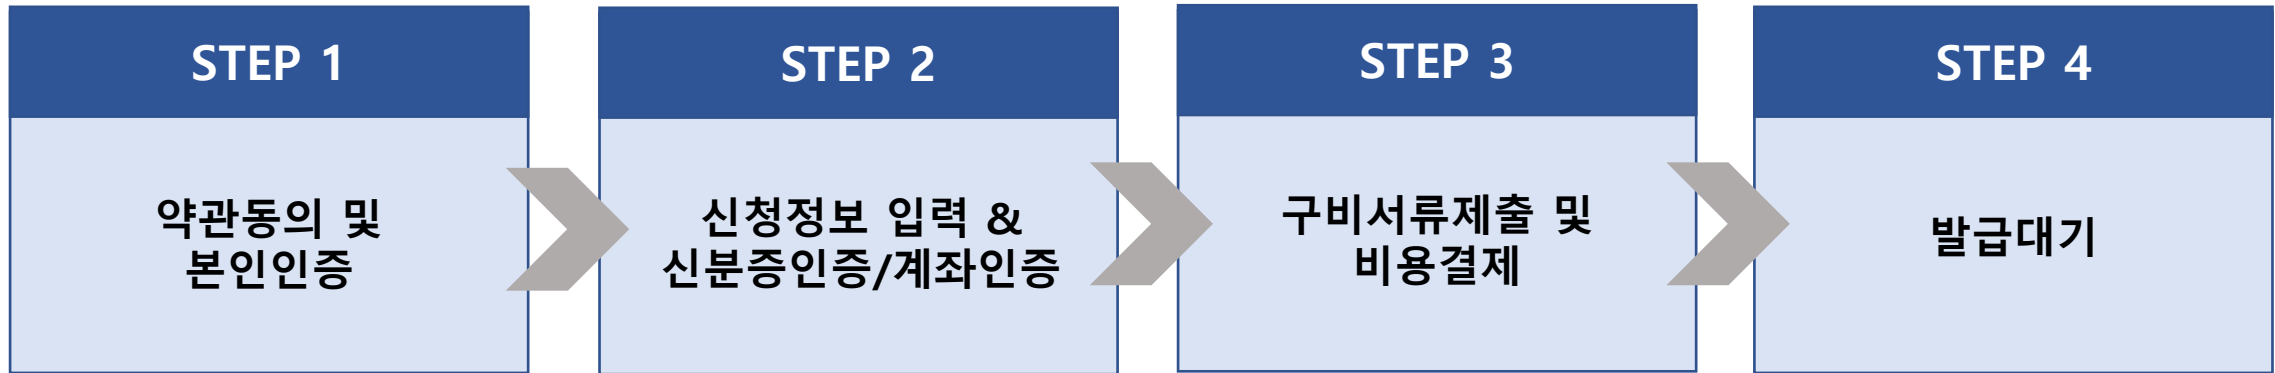 STEP 1
약관동의 및
본인인증
STEP 2
신청정보 입력 &
신분증인증/계좌인증
STEP 3
구비서류제출 및
비용결제
STEP 4
발급대기